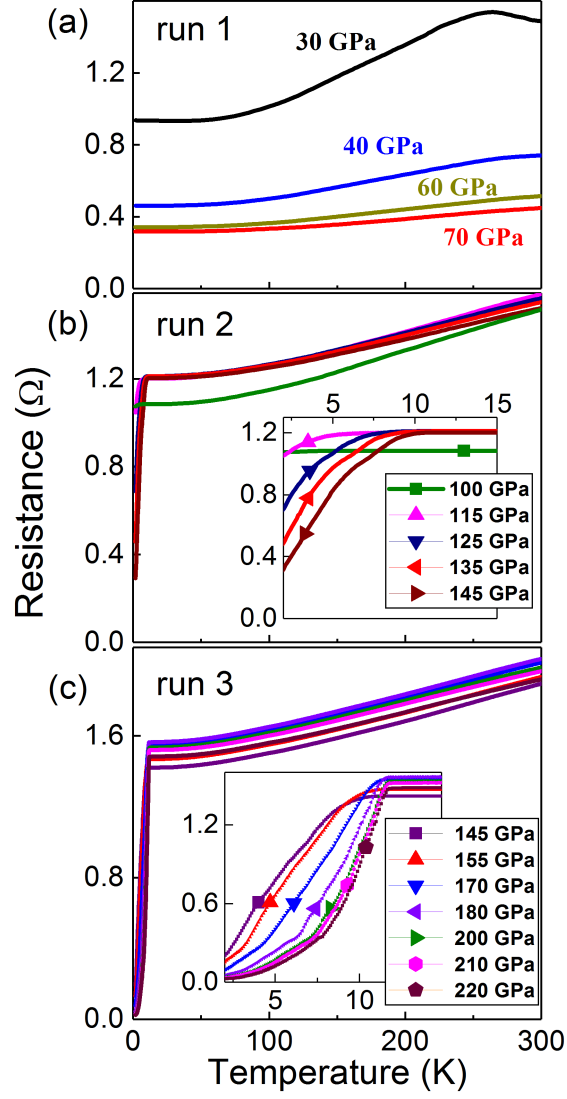 (a)
run 1
30 GPa
1.2
0.8
40 GPa
60 GPa
0.4
70 GPa
0.0
(b)
run 2
1.2
5 10 15
1.2
0.8
100 GPa
0.8
115 GPa
125 GPa
0.4
0.4
135 GPa
145 GPa
0.0
0.0
Resistance (Ω)
(c)
run 3
1.6
1.2
145 GPa
155 GPa
0.8
170 GPa
0.6
180 GPa
200 GPa
210 GPa
0.0
220 GPa
5 10
0.0
0 100 200 300
Temperature (K)